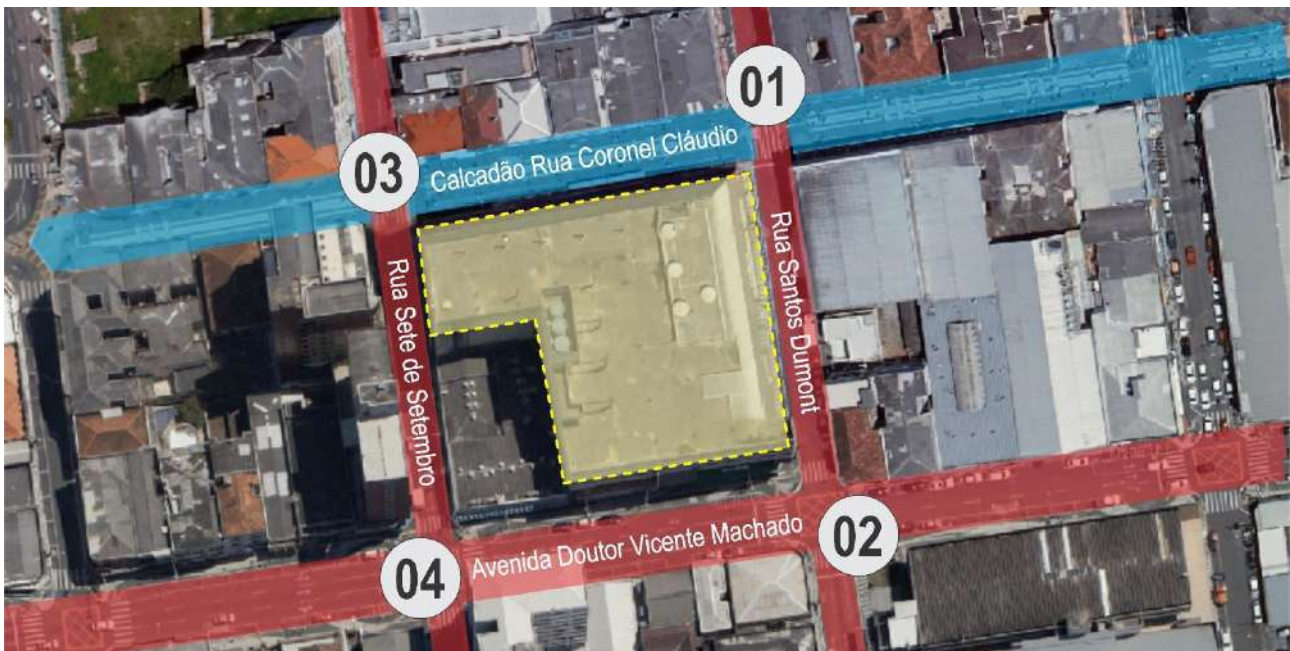 01
03
Calcadão Rua Coronel Cláudio
Rua Sete de Setembro
Rua Santos Dumont
02
Avenida Doutor Vicente Machado
04